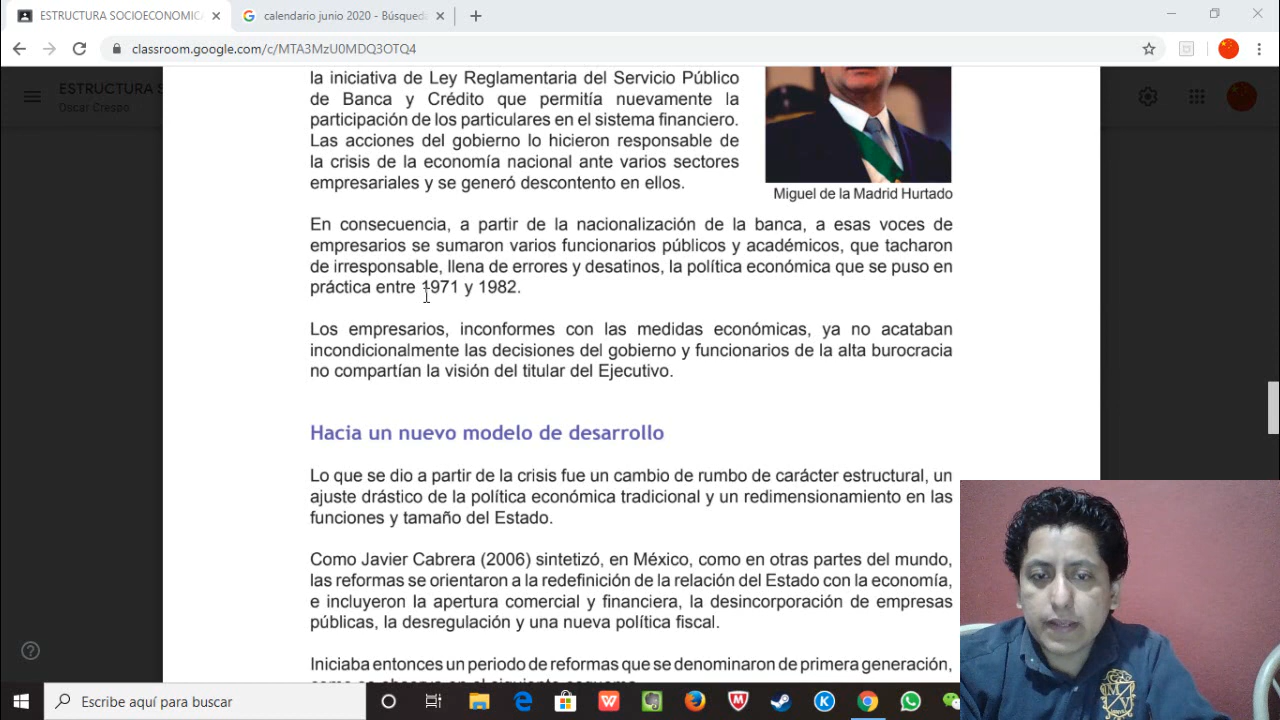 ESTRUCTURA SOCIOECONOMICA
calendario junio 2020 - Búsqueda
classroom.google.com/c/MTA3MzU0MDQ3OTQ4
ESTRUCTURA S
Oscar Crespo
la iniciativa de Ley Reglamentaria del Servicio Público
de Banca y Crédito que permitía nuevamente la
participación de los particulares en el sistema financiero.
Las acciones del gobierno lo hicieron responsable de
la crisis de la economía nacional ante varios sectores
empresariales y se generó descontento en ellos.
Miguel de la Madrid Hurtado
En consecuencia, a partir de la nacionalización de la banca, a esas voces de
empresarios se sumaron varios funcionarios públicos y académicos, que tacharon
de irresponsable, llena de errores y desatinos, la política económica que se puso en
práctica entre 1971 y 1982.
Los empresarios, inconformes con las medidas económicas, ya no acataban
incondicionalmente las decisiones del gobierno y funcionarios de la alta burocracia
no compartían la visión del titular del Ejecutivo.
Hacia un nuevo modelo de desarrollo
Lo que se dio a partir de la crisis fue un cambio de rumbo de carácter estructural, un
ajuste drástico de la política económica tradicional y un redimensionamiento en las
funciones y tamaño del Estado.
Como Javier Cabrera (2006) sintetizó, en México, como en otras partes del mundo,
las reformas se orientaron a la redefinición de la relación del Estado con la economía,
e incluyeron la apertura comercial y financiera, la desincorporación de empresas
públicas, la desregulación y una nueva política fiscal.
Iniciaba entonces un periodo de reformas que se denominaron de primera generación,
como se observa en el siguiente esquema
Escribe aquí para buscar